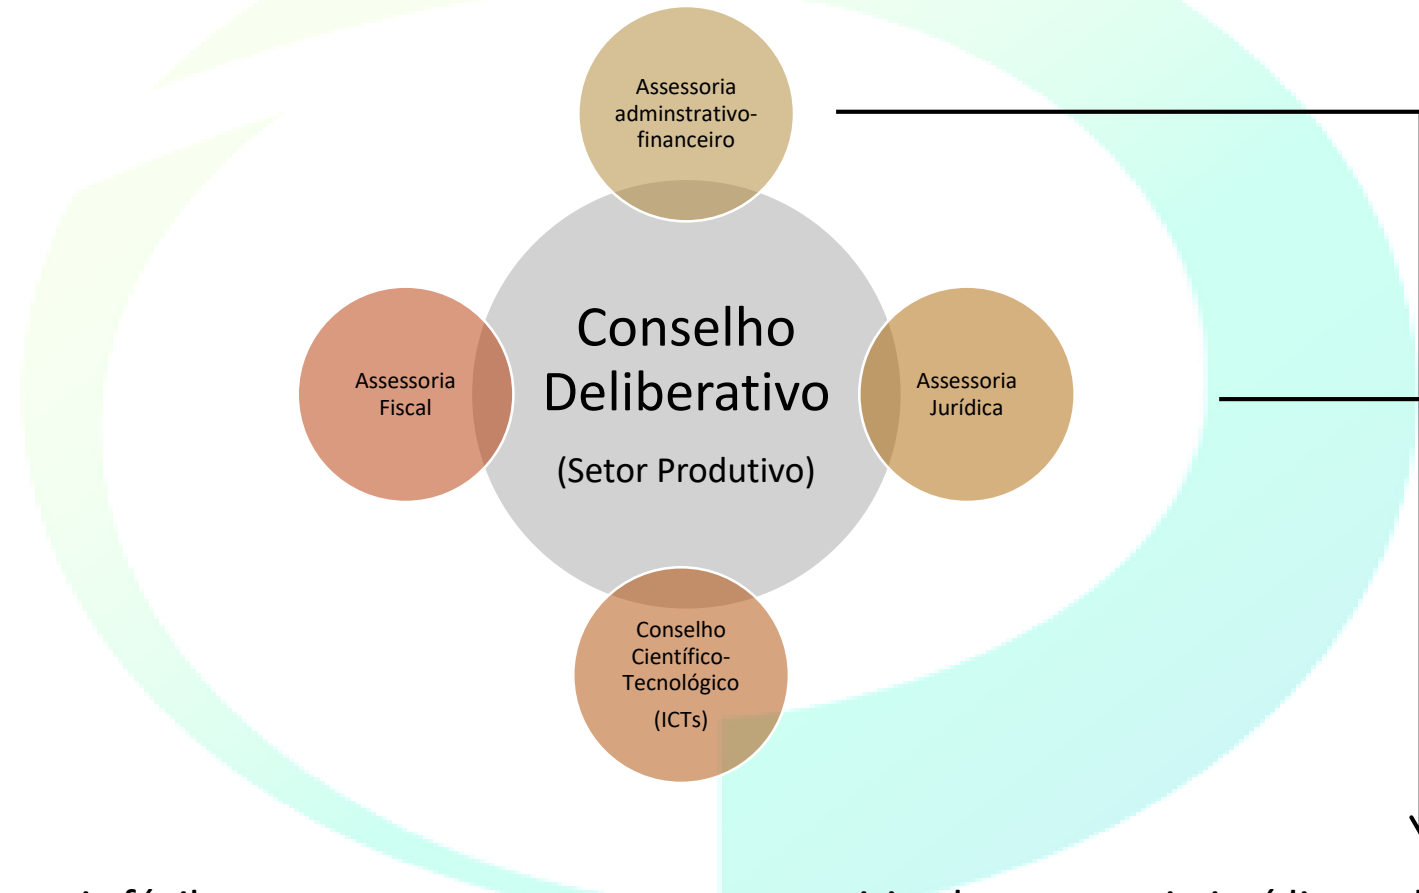 Assessoria
adminstrativo-
financeiro
Conselho
Deliberativo
(Setor Produtivo)
Assessoria
Fiscal
Assessoria
Jurídica
Conselho
Científico-
Tecnológico
(ICTs)